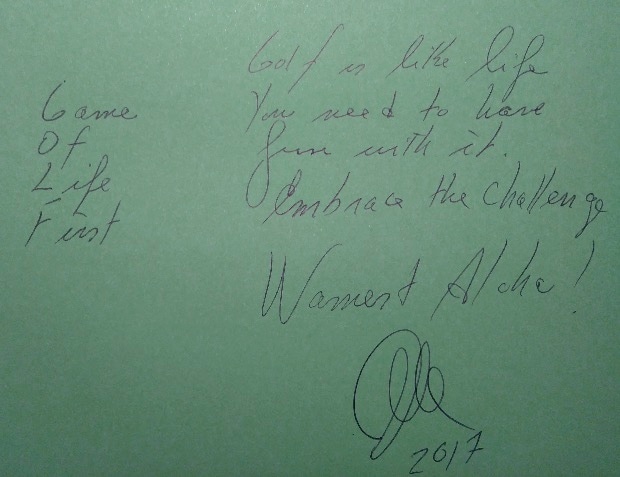 Game
Of
Life
First
Golf is like life
You need to have
fun with it.
Embrace the challenge
Warmest Aloha!
2017